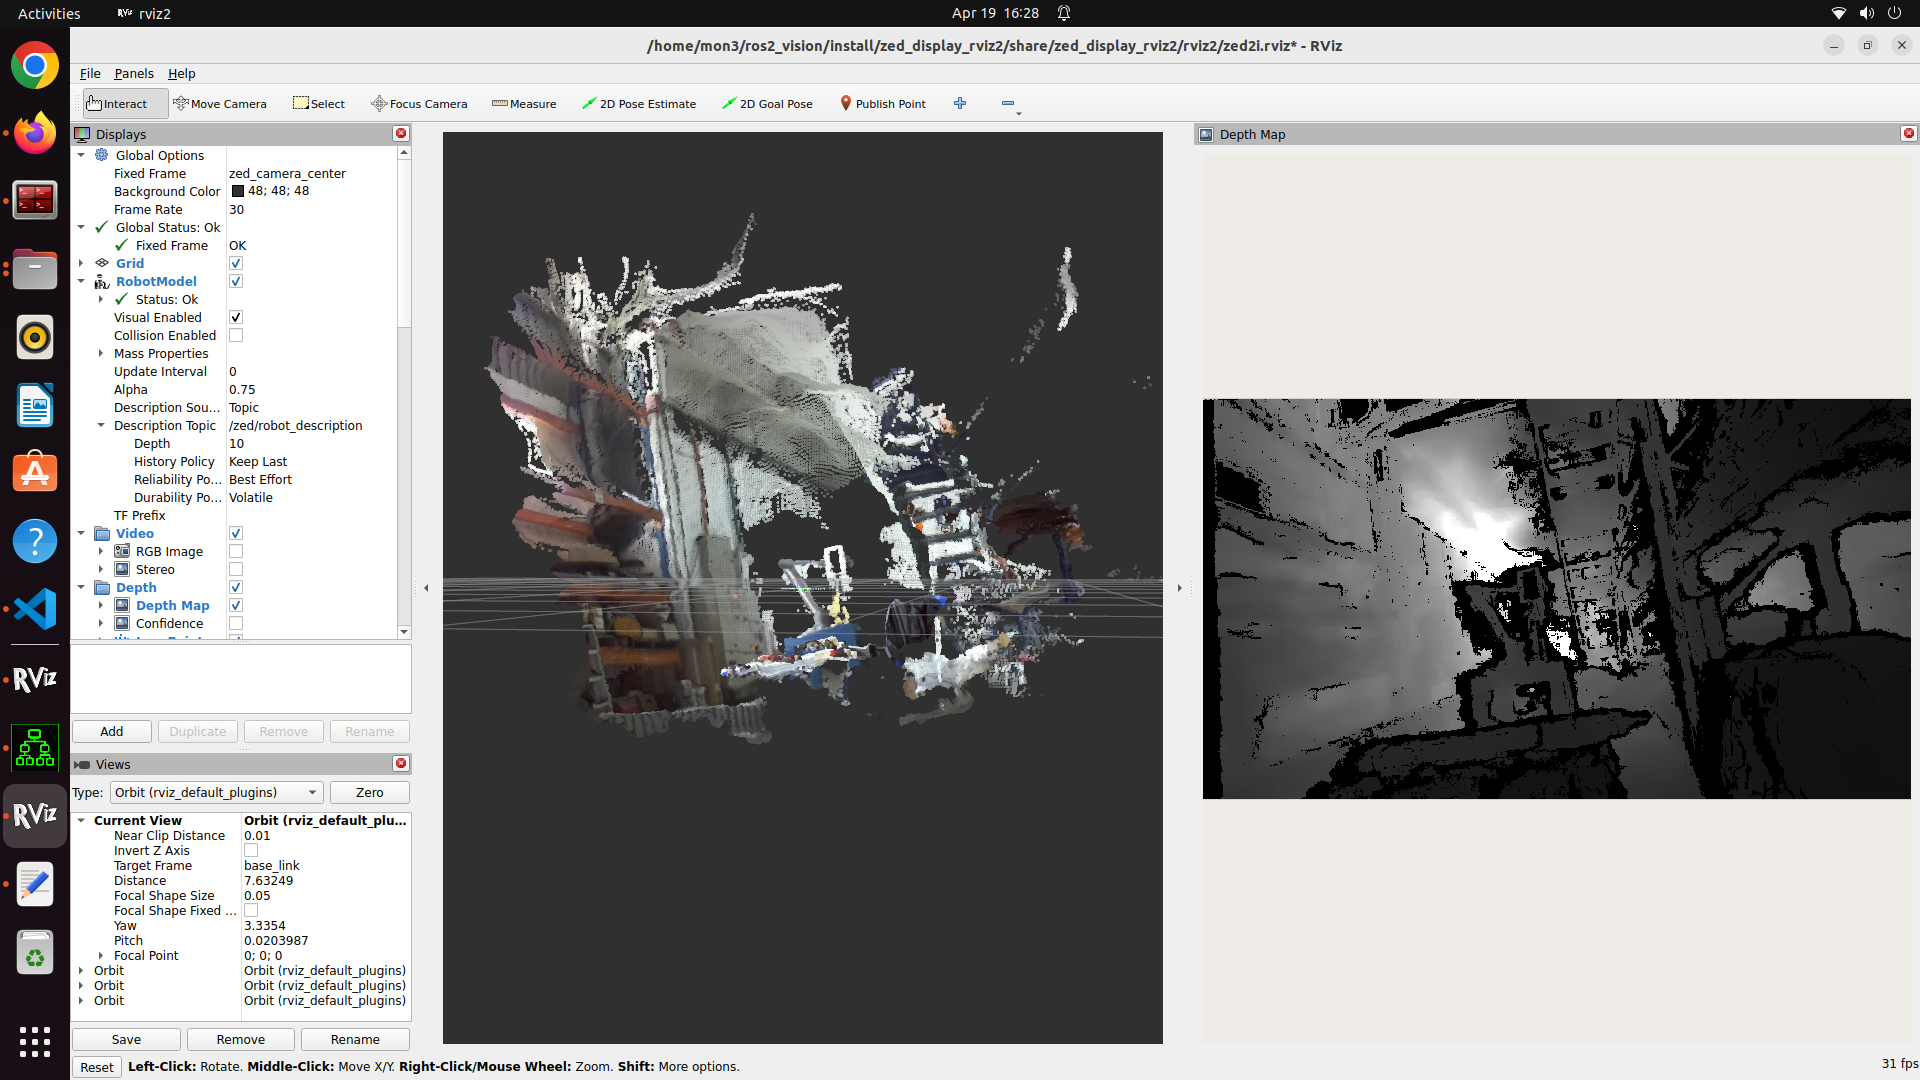 Activities rviz2 Apr 19 16:28
/home/mon3/ros2_vision/install/zed_display_rviz2/share/zed_display_rviz2/rviz2/zed2i.rviz* - RViz
File Panels Help
Interact Move Camera Select Focus Camera Measure 2D Pose Estimate 2D Goal Pose Publish Point
Displays
Global Options
Fixed Frame zed_camera_center
Background Color 48; 48; 48
Frame Rate 30
Global Status: Ok
Fixed Frame OK
Grid
RobotModel
Status: Ok
Visual Enabled
Collision Enabled
Mass Properties
Update Interval 0
Alpha 0.75
Description Sou... Topic
Description Topic /zed/robot_description
Depth 10
History Policy Keep Last
Reliability Po... Best Effort
Durability Po... Volatile
TF Prefix
Video
RGB Image
Stereo
Depth
Depth Map
Confidence
Add Duplicate Remove Rename
Views
Type: Orbit (rviz_default_plugins) Zero
Current View Orbit (rviz_default_plu...
Near Clip Distance 0.01
Invert Z Axis
Target Frame base_link
Distance 7.63249
Focal Shape Size 0.05
Focal Shape Fixed ...
Yaw 3.3354
Pitch 0.0203987
Focal Point 0; 0; 0
Orbit Orbit (rviz_default_plugins)
Orbit Orbit (rviz_default_plugins)
Orbit Orbit (rviz_default_plugins)
Save Remove Rename
Reset Left-Click: Rotate. Middle-Click: Move X/Y. Right-Click/Mouse Wheel: Zoom. Shift: More options.
Depth Map
31 fps
RViz
RViz